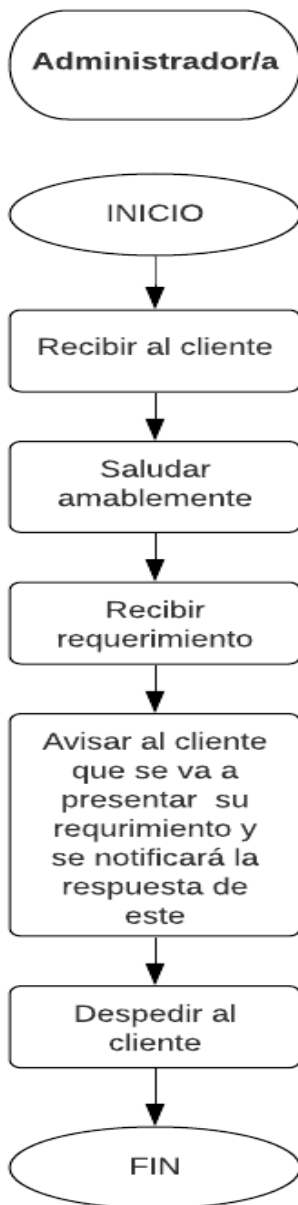 Administrador/a
INICIO
Recibir al cliente
Saludar
amablemente
Recibir
requerimiento
Avisar al cliente
que se va a
presentar su
requrimiento y
se notificará la
respuesta de
este
Despedir al
cliente
FIN